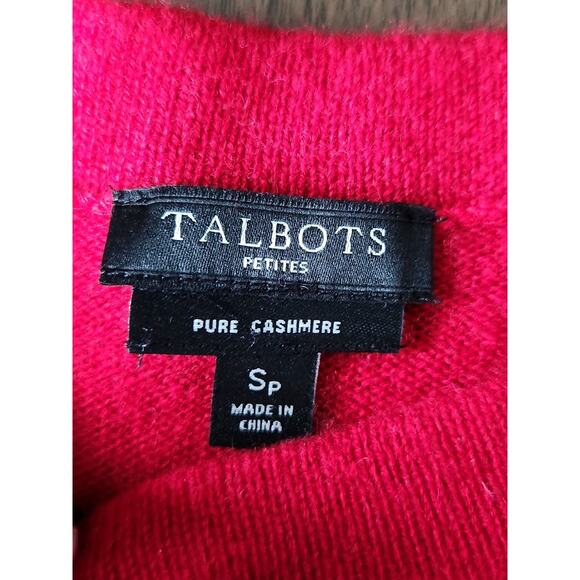 TALBOTS
PETITES
PURE CASHMERE
SP
MADE IN
CHINA